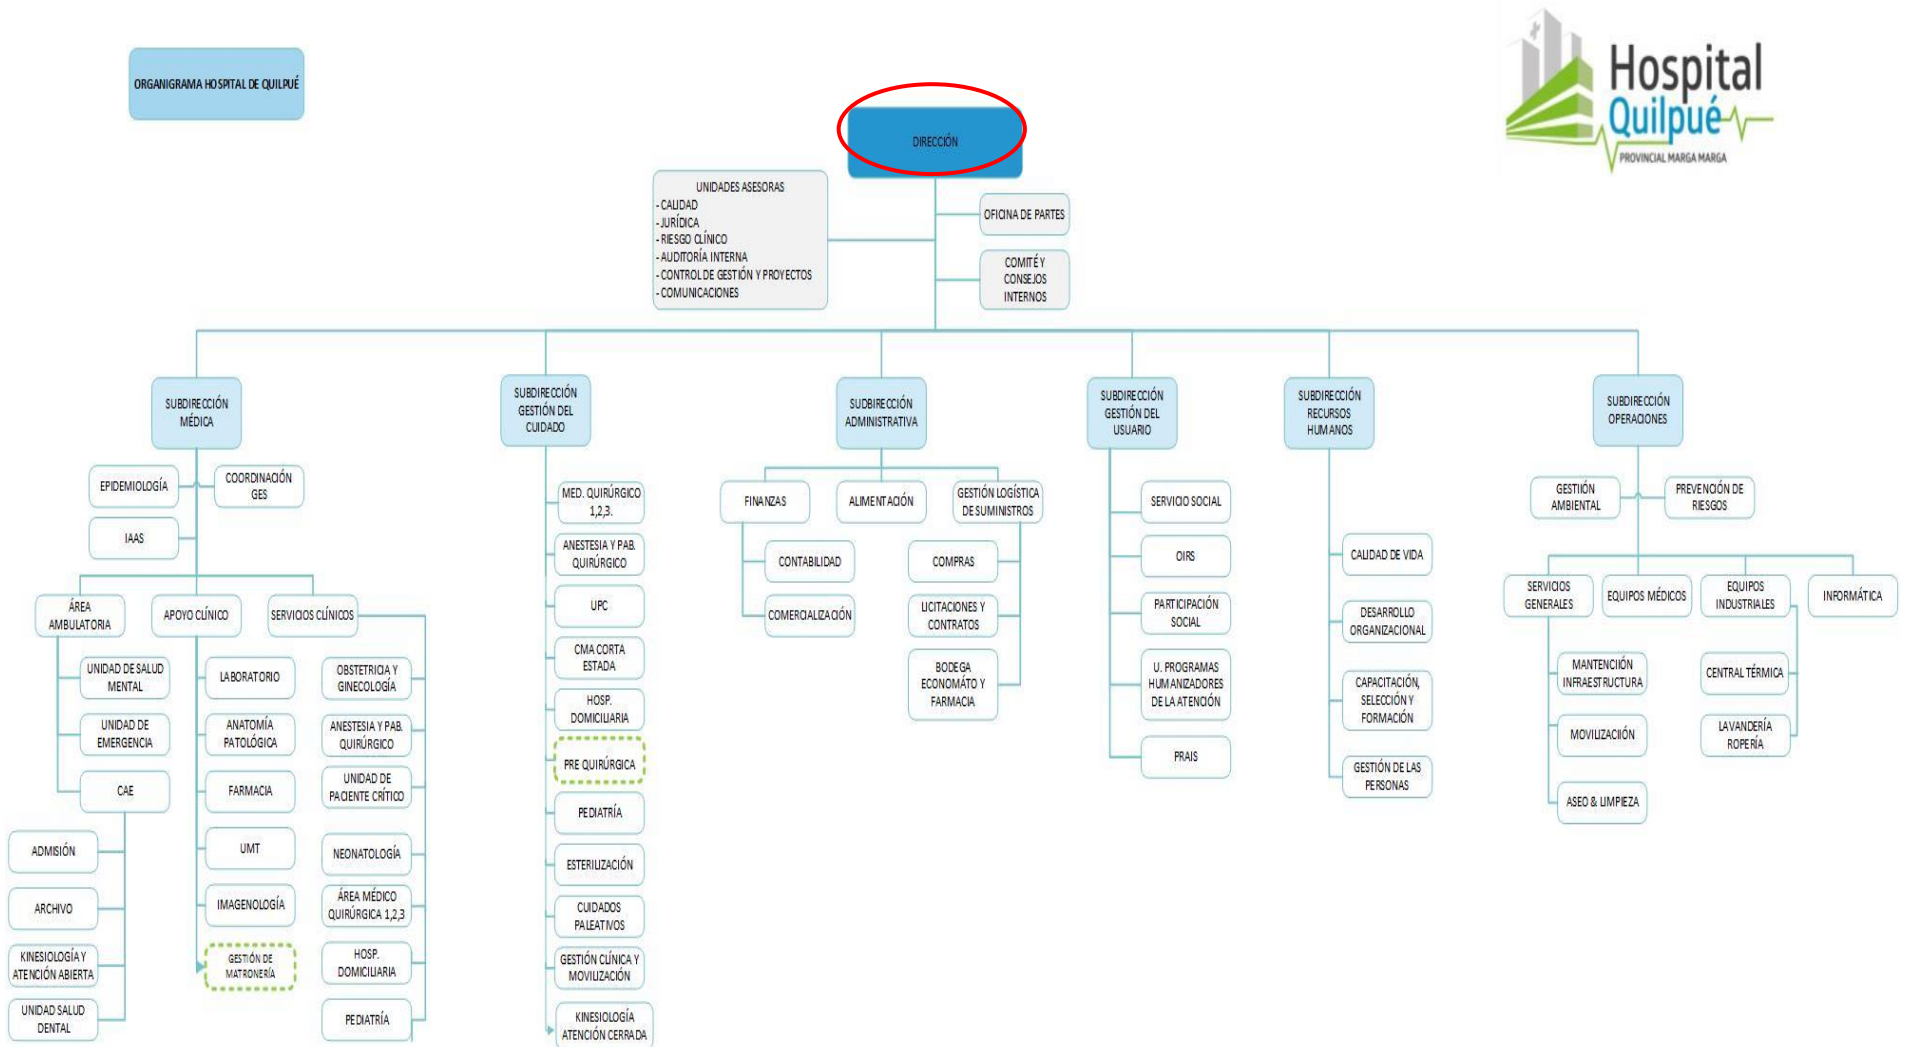 ORGANIGRAMA HOSPITAL DE QUILPUÉ
Hospital
Quilpué
PROVINCIAL MARGA MARGA
DIRECCIÓN
UNIDADES ASESORAS
- CALIDAD
- JURÍDICA
- RIESGO CLÍNICO
- AUDITORÍA INTERNA
- CONTROL DE GESTIÓN Y PROYECTOS
- COMUNICACIONES
OFICINA DE PARTES
COMITÉ Y
CONSEJOS
INTERNOS
SUBDIRECCIÓN
MÉDICA
EPIDEMIOLOGÍA
COORDINACIÓN
GES
IAAS
ÁREA
AMBULATORIA
UNIDAD DE SALUD
MENTAL
UNIDAD DE
EMERGENCIA
CAE
ADMISIÓN
ARCHIVO
KINESIOLOGÍA Y
ATENCIÓN ABIERTA
UNIDAD SALUD
DENTAL
APOYO CLÍNICO
LABORATORIO
ANATOMÍA
PATOLÓGICA
FARMACIA
UMT
IMAGENOLOGÍA
GESTIÓN DE
MATRONERÍA
SERVICIOS CLÍNICOS
OBSTETRICIA Y
GINECOLOGÍA
ANESTESIA Y PAB.
QUIRÚRGICO
UNIDAD DE
PACIENTE CRÍTICO
NEONATOLOGÍA
ÁREA MÉDICO
QUIRÚRGICA 1,2,3
HOSP.
DOMICILIARIA
PEDIATRÍA
SUBDIRECCIÓN
GESTIÓN DEL
CUIDADO
MED. QUIRÚRGICO
1,2,3.
ANESTESIA Y PAB.
QUIRÚRGICO
UPC
CMA CORTA
ESTADA
HOSP.
DOMICILIARIA
PRE QUIRÚRGICA
PEDIATRÍA
ESTERILIZACIÓN
CUIDADOS
PALEATIVOS
GESTIÓN CLÍNICA Y
MOVILIZACIÓN
KINESIOLOGÍA
ATENCIÓN CERRADA
SUDBIRECCIÓN
ADMINISTRATIVA
FINANZAS
CONTABILIDAD
COMERCIALIZACIÓN
ALIMENTACIÓN
GESTIÓN LOGÍSTICA
DE SUMINISTROS
COMPRAS
LICITACIONES Y
CONTRATOS
BODEGA
ECONOMÁTO Y
FARMACIA
SUBDIRECCIÓN
GESTIÓN DEL
USUARIO
SERVICIO SOCIAL
OIRS
PARTICIPACIÓN
SOCIAL
U. PROGRAMAS
HUMANIZADORES
DE LA ATENCIÓN
PRAIS
SUBDIRECCIÓN
RECURSOS
HUMANOS
CALIDAD DE VIDA
DESARROLLO
ORGANIZACIONAL
CAPACITACIÓN,
SELECCIÓN Y
FORMACIÓN
GESTIÓN DE LAS
PERSONAS
SUBDIRECCIÓN
OPERACIONES
GESTIIÓN
AMBIENTAL
PREVENCIÓN DE
RIESGOS
SERVICIOS
GENERALES
MANTENCIIÓN
INFRAESTRUCTURA
MOVILIZACIIÓN
ASEO & LIMPIEZA
EQUIPOS MÉDICOS
EQUIPOS
INDUSTRIALES
CENTRAL TÉRMICA
LAVANDERÍA
ROPERÍA
INFORMÁTICA